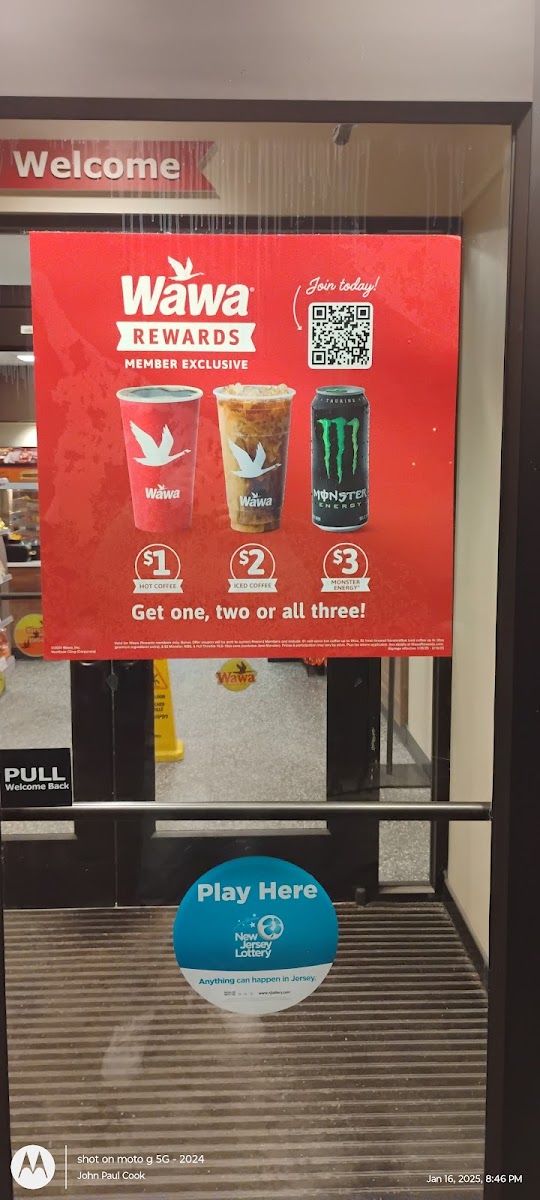 Welcome
Wawa
REWARDS
MEMBER EXCLUSIVE
Join today!
TAURINE
Wawa
Wawa
MONSTER
ENERGY
$1
HOT COFFEE
$2
ICED COFFEE
$3
MONSTER
ENERGY
Get one, two or all three!
Wawa
PULL
Welcome Back
Play Here
New
Jersey
Lottery
Anything can happen in Jersey.
shot on moto g 5G - 2024
John Paul Cook
Jan 16, 2025, 8:46 PM